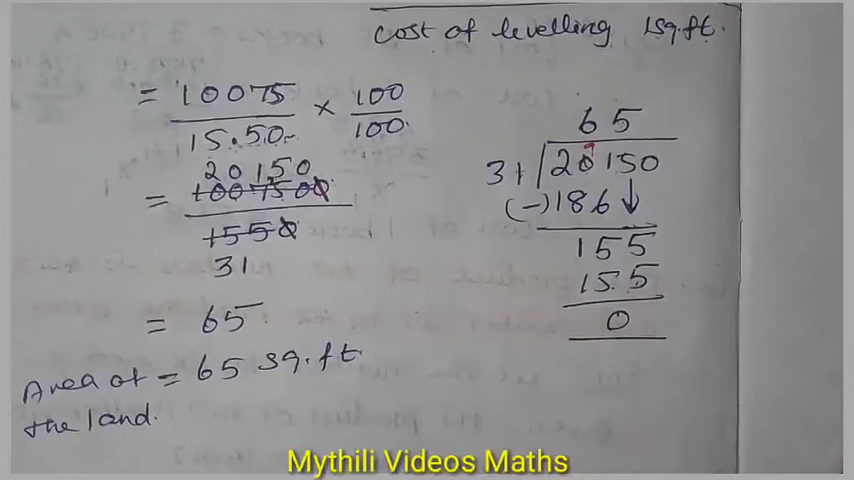 cost of levelling 1sq.ft.
= 10075 / 15.50 × 100 / 100
20150
= 1007500 / 1550
31
= 65
Area of = 65 sq.ft.
the land.
65
31 20150
(-) 186 ↓
155
155
0
Mythili Videos Maths